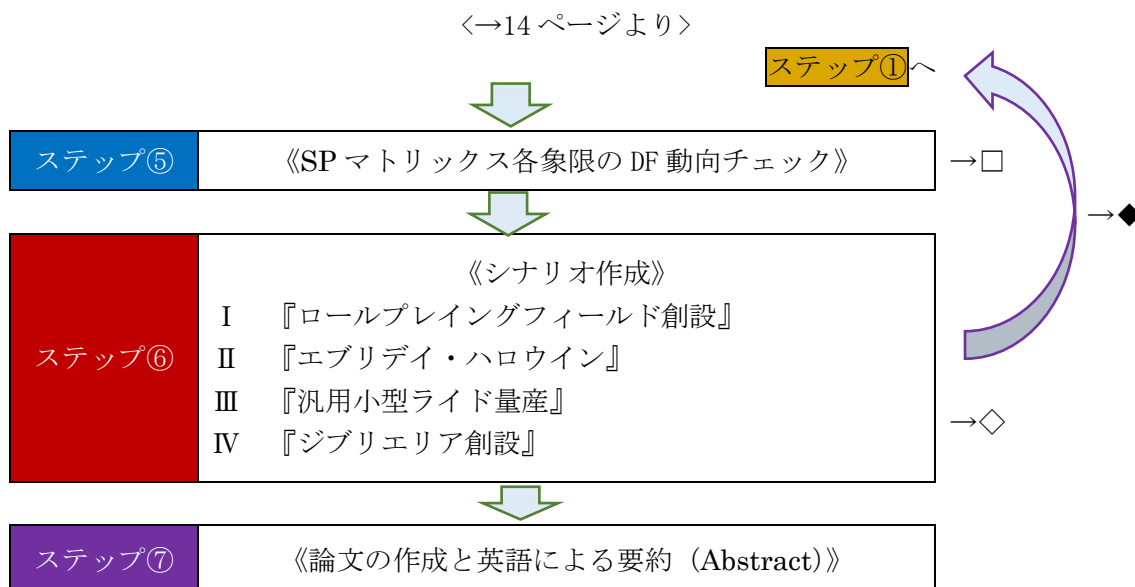 <→14 ページより>
ステップ①へ
ステップ⑤ 《SP マトリックス各象限の DF 動向チェック》 →□
→◆
《シナリオ作成》
Ⅰ 『ロールプレイングフィールド創設』
ステップ⑥ Ⅱ 『エブリデイ・ハロウイン』
Ⅲ 『汎用小型ライド量産』
→◇
Ⅳ 『ジブリエリア創設』
ステップ⑦ 《論文の作成と英語による要約（Abstract）》